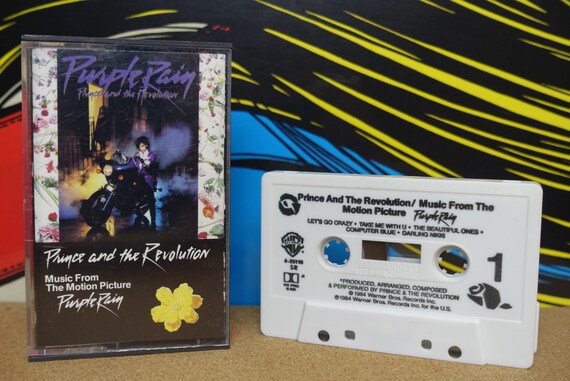 Purple Rain
Prince and the Revolution
Prince and the Revolution
Music From
The Motion Picture
Purple Rain
Prince And The Revolution/ Music From The
Motion Picture Purple Rain
LET'S GO CRAZY • TAKE ME WITH U • THE BEAUTIFUL ONES •
COMPUTER BLUE • DARLING NIKKI
4-25110
SR
1
*PRODUCED, ARRANGED, COMPOSED
& PERFORMED BY PRINCE & THE REVOLUTION
℗ 1984 Warner Bros. Records Inc.
© 1984 Warner Bros. Records Inc. for the U.S.